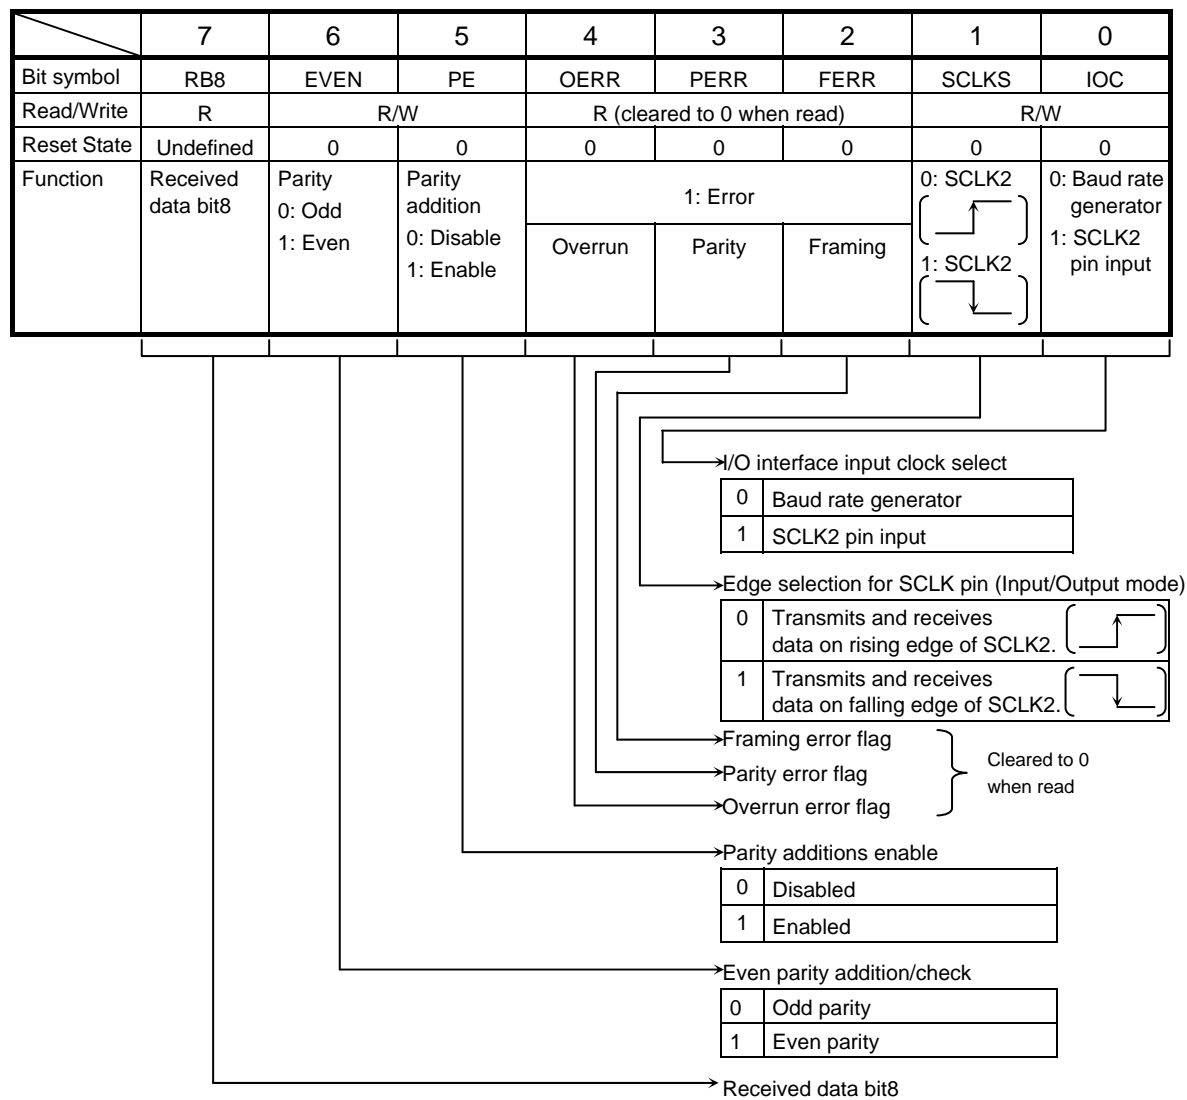 7 6 5 4 3 2 1 0
Bit symbol RB8 EVEN PE OERR PERR FERR SCLKS IOC
Read/Write R R/W R (cleared to 0 when read) R/W
Reset State Undefined 0 0 0 0 0 0 0
Function
Received
data bit8
Parity
0: Odd
1: Even
Parity
addition
0: Disable
1: Enable
1: Error
Overrun Parity Framing
0: SCLK2
1: SCLK2
0: Baud rate
generator
1: SCLK2
pin input
I/O interface input clock select
0 Baud rate generator
1 SCLK2 pin input
Edge selection for SCLK pin (Input/Output mode)
0 Transmits and receives
data on rising edge of SCLK2.
1 Transmits and receives
data on falling edge of SCLK2.
Framing error flag
Parity error flag
Overrun error flag
Cleared to 0
when read
Parity additions enable
0 Disabled
1 Enabled
Even parity addition/check
0 Odd parity
1 Even parity
Received data bit8